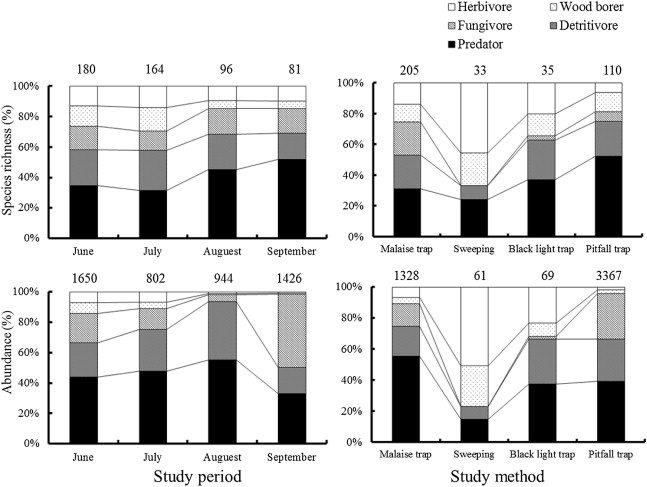 Herbivore Wood borer
Fungivore Detritivore
Predator
180 164 96 81
Species richness (%)
100%
80%
60%
40%
20%
0%
June July Auguest September
205 33 35 110
100%
80%
60%
40%
20%
0%
Malaise trap Sweeping Black light trap Pitfall trap
1650 802 944 1426
Abundance (%)
100%
80%
60%
40%
20%
0%
June July Auguest September
Study period
1328 61 69 3367
100%
80%
60%
40%
20%
0%
Malaise trap Sweeping Black light trap Pitfall trap
Study method